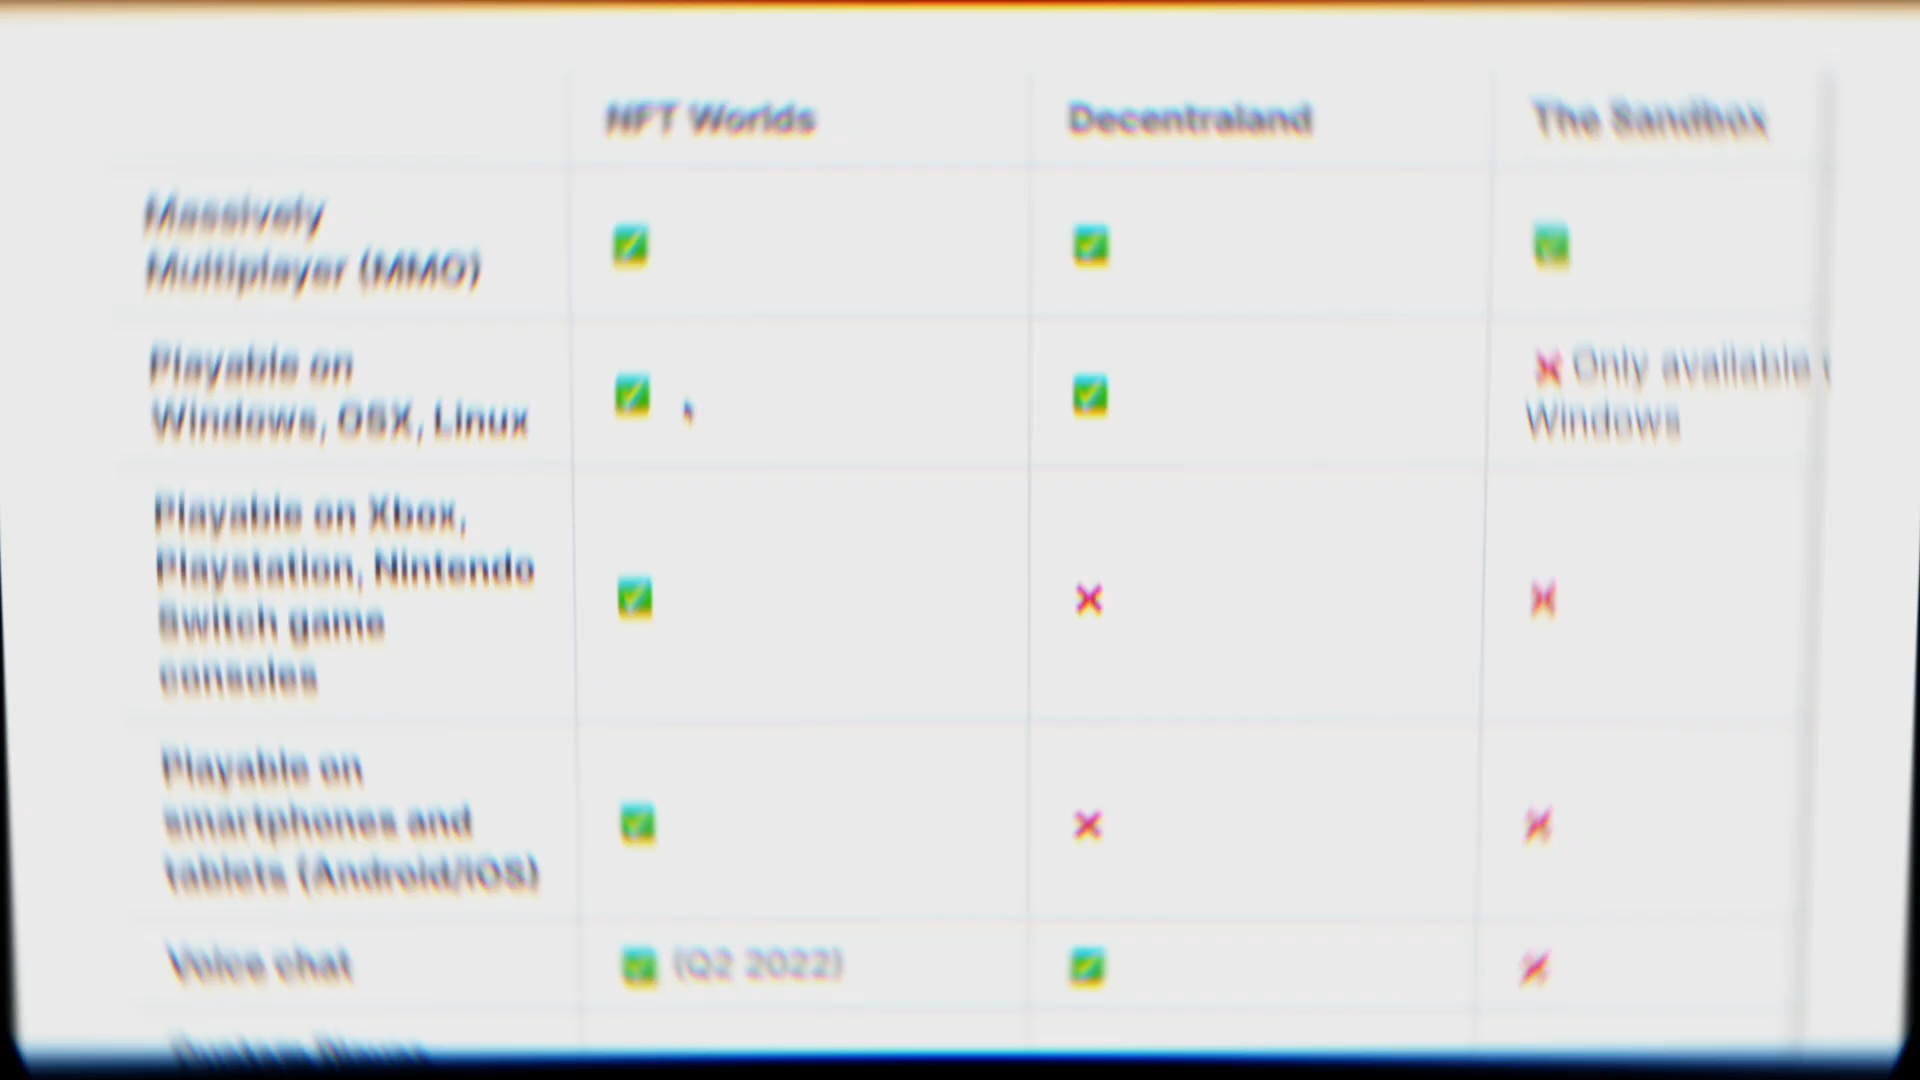 NFT Worlds Decentraland The Sandbox
Massively
Multiplayer (MMO) ✅ ✅ ✅
Playable on
Windows, OSX, Linux ✅ ✅ ❌ Only available
Windows
Playable on Xbox,
Playstation, Nintendo
Switch game
consoles ✅ ❌ ❌
Playable on
smartphones and
tablets (Android/iOS) ✅ ❌ ❌
Voice chat ✅ (Q2 2022) ✅ ❌